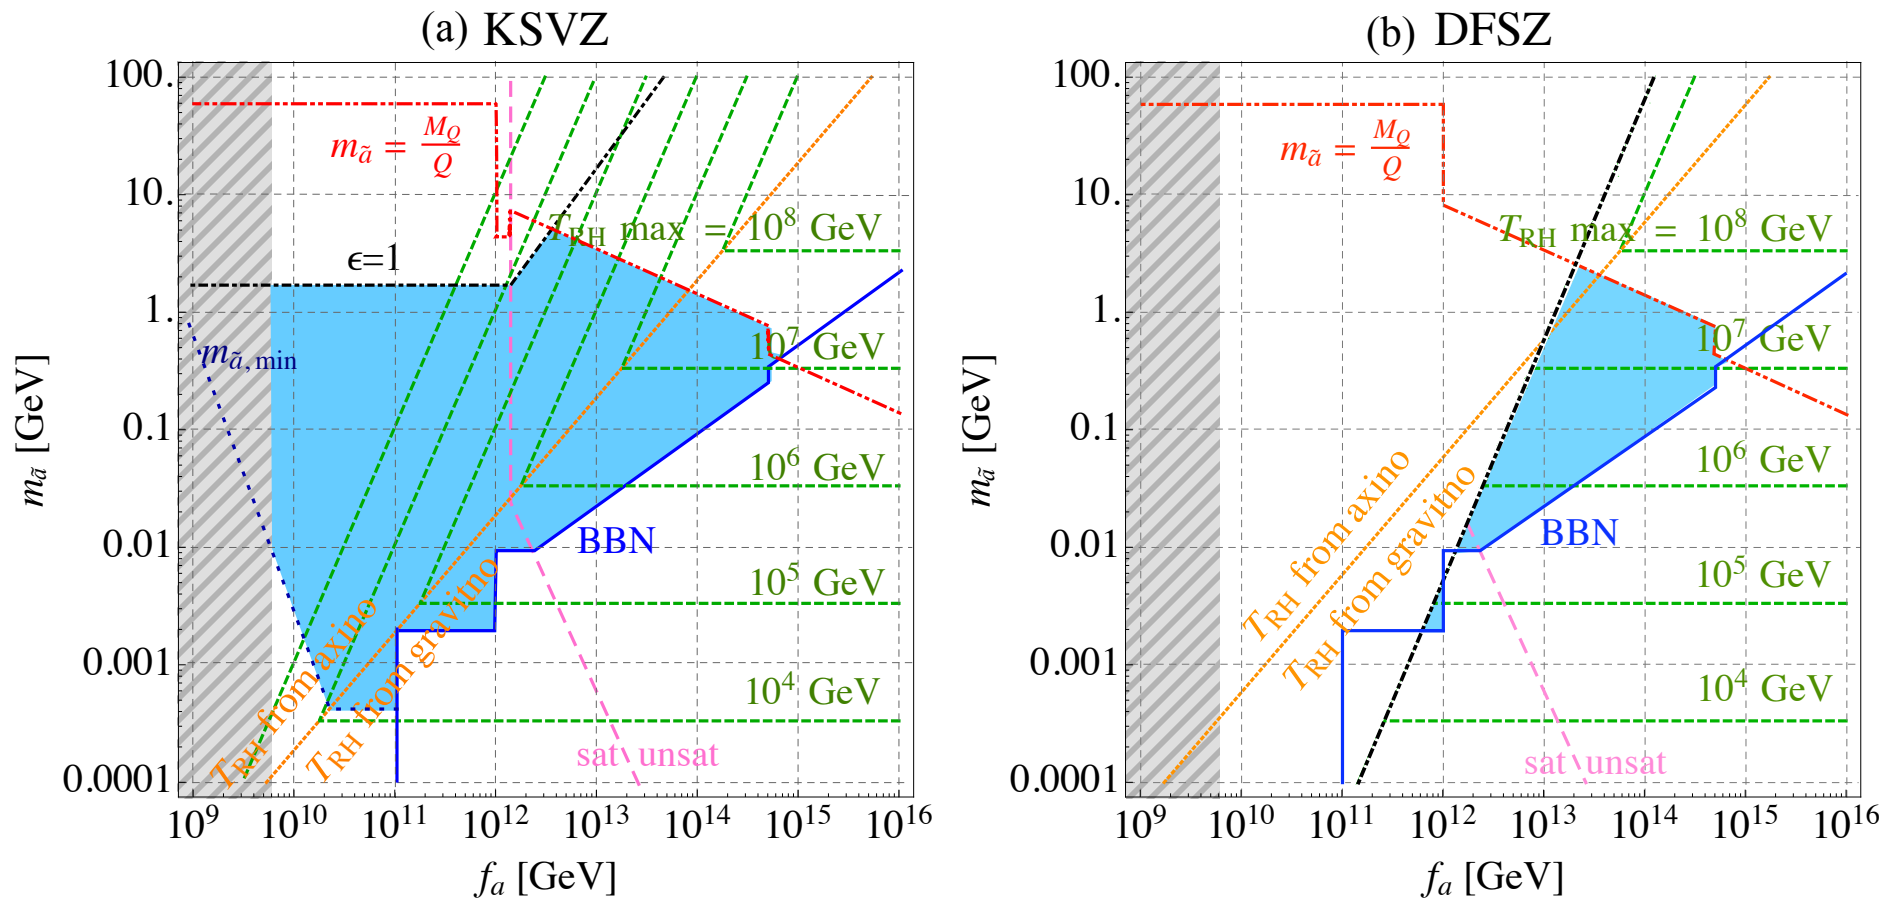 (a) KSVZ
100.
10.
1.
0.1
0.01
0.001
0.0001
m_ã [GeV]
m_ã = M_Q/Q
ϵ=1
m_ã,min
T_RH max = 10^8 GeV
10^7 GeV
10^6 GeV
BBN
10^5 GeV
10^4 GeV
T_RH from axino
T_RH from gravitno
sat unsat
10^9 10^10 10^11 10^12 10^13 10^14 10^15 10^16
f_a [GeV]
(b) DFSZ
100.
10.
1.
0.1
0.01
0.001
0.0001
m_ã [GeV]
m_ã = M_Q/Q
T_RH max = 10^8 GeV
10^7 GeV
10^6 GeV
BBN
10^5 GeV
10^4 GeV
T_RH from axino
T_RH from gravitno
sat unsat
10^9 10^10 10^11 10^12 10^13 10^14 10^15 10^16
f_a [GeV]